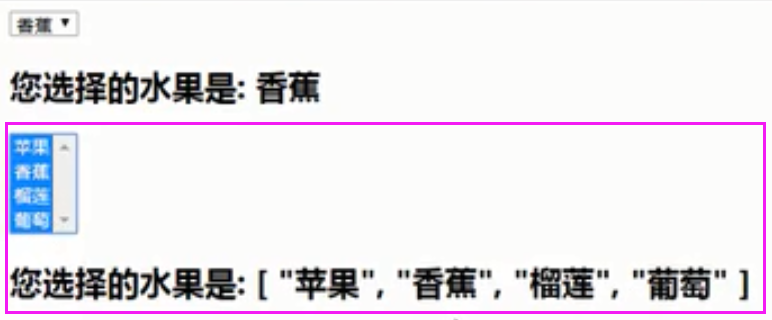 香蕉
您选择的水果是: 香蕉
苹果
香蕉
榴莲
葡萄
您选择的水果是: [ "苹果", "香蕉", "榴莲", "葡萄" ]